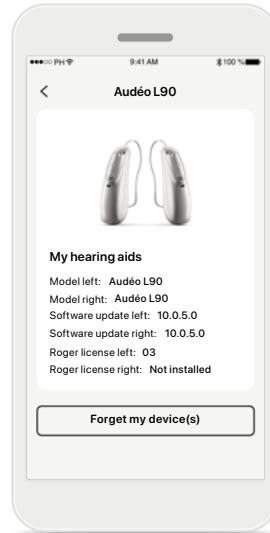 PH 9:41 AM 100 %
Audéo L90
My hearing aids
Model left: Audéo L90
Model right: Audéo L90
Software update left: 10.0.5.0
Software update right: 10.0.5.0
Roger license left: 03
Roger license right: Not installed
Forget my device(s)